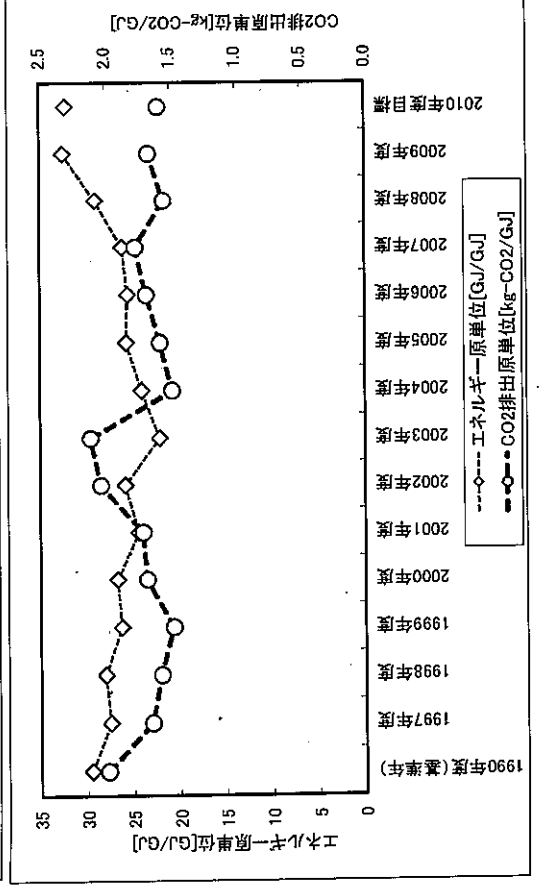 35
30
25
20
15
10
5
0
エネルギー原単位[GJ/GJ]
2.5
2.0
1.5
1.0
0.5
0.0
CO2排出原単位[kg-CO2/GJ]
1990年度(基準年)
1997年度
1998年度
1999年度
2000年度
2001年度
2002年度
2003年度
2004年度
2005年度
2006年度
2007年度
2008年度
2009年度
2010年度目標
エネルギー原単位[GJ/GJ]
CO2排出原単位[kg-CO2/GJ]